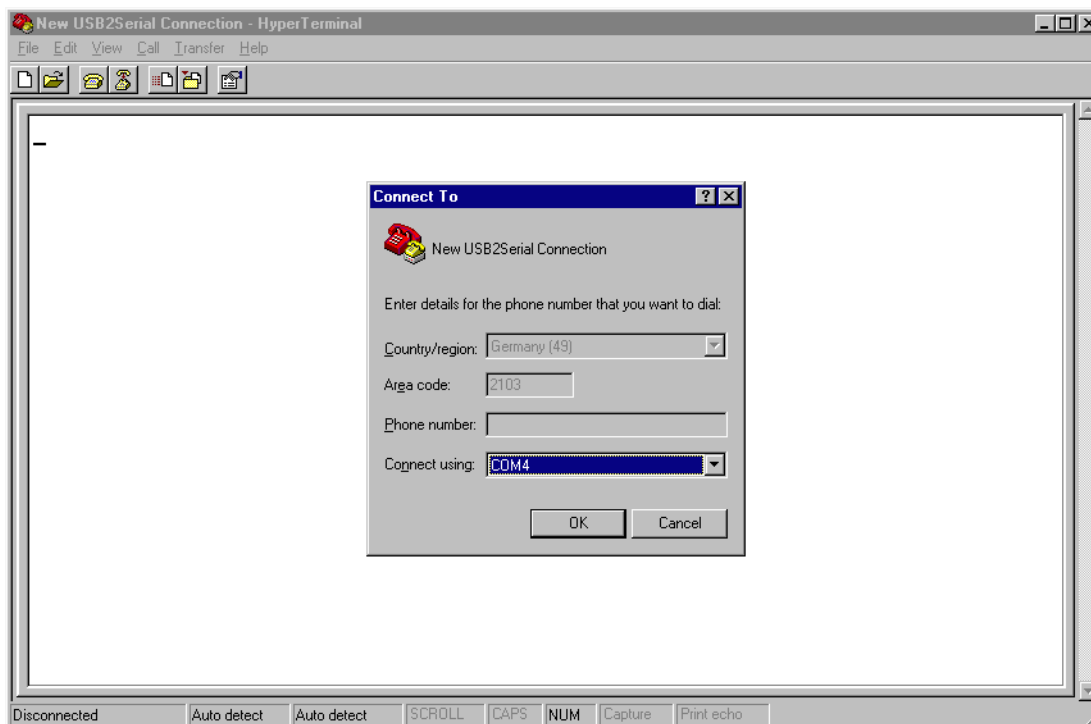 New USB2Serial Connection - HyperTerminal
File Edit View Call Transfer Help
Connect To
New USB2Serial Connection
Enter details for the phone number that you want to dial:
Country/region: Germany (49)
Area code: 2103
Phone number:
Connect using: COM4
OK Cancel
Disconnected Auto detect Auto detect SCROLL CAPS NUM Capture Print echo